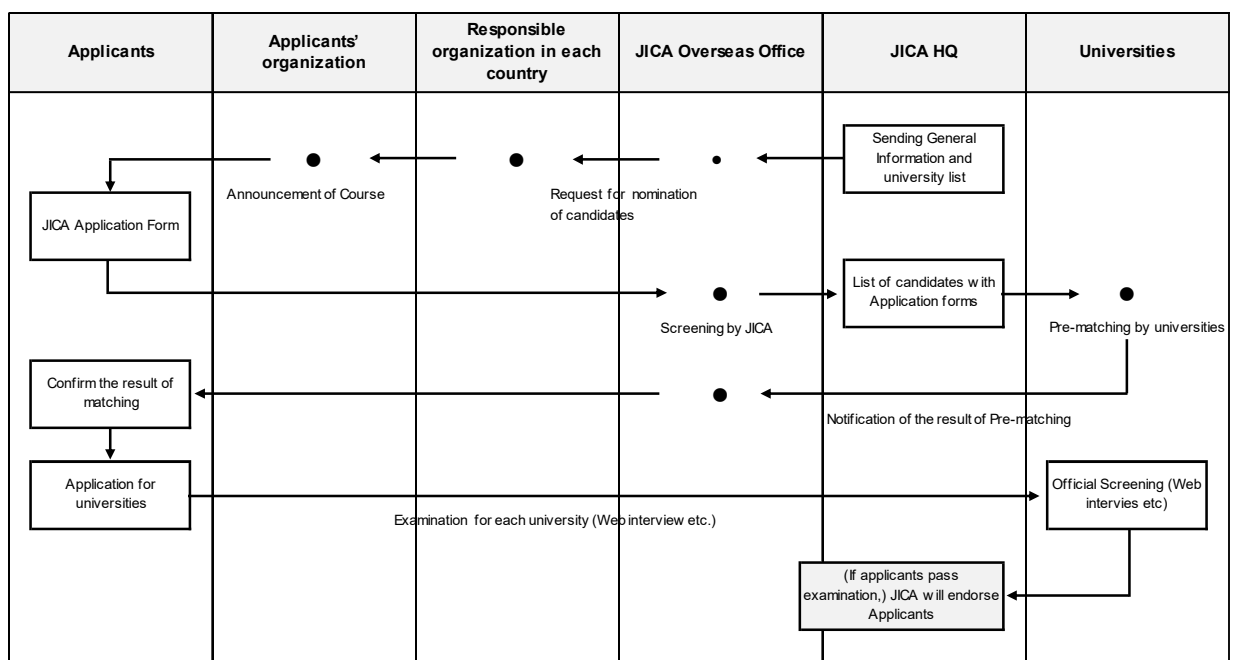 Applicants
Applicants’
organization
Responsible
organization in each
country
JICA Overseas Office
JICA HQ
Universities
Sending General
Information and
university list
Announcement of Course
Request for nomination
of candidates
JICA Application Form
List of candidates with
Application forms
Screening by JICA
Pre-matching by universities
Confirm the result of
matching
Notification of the result of Pre-matching
Application for
universities
Official Screening (Web
intervies etc)
Examination for each university (Web interview etc.)
(If applicants pass
examination,) JICA will endorse
Applicants